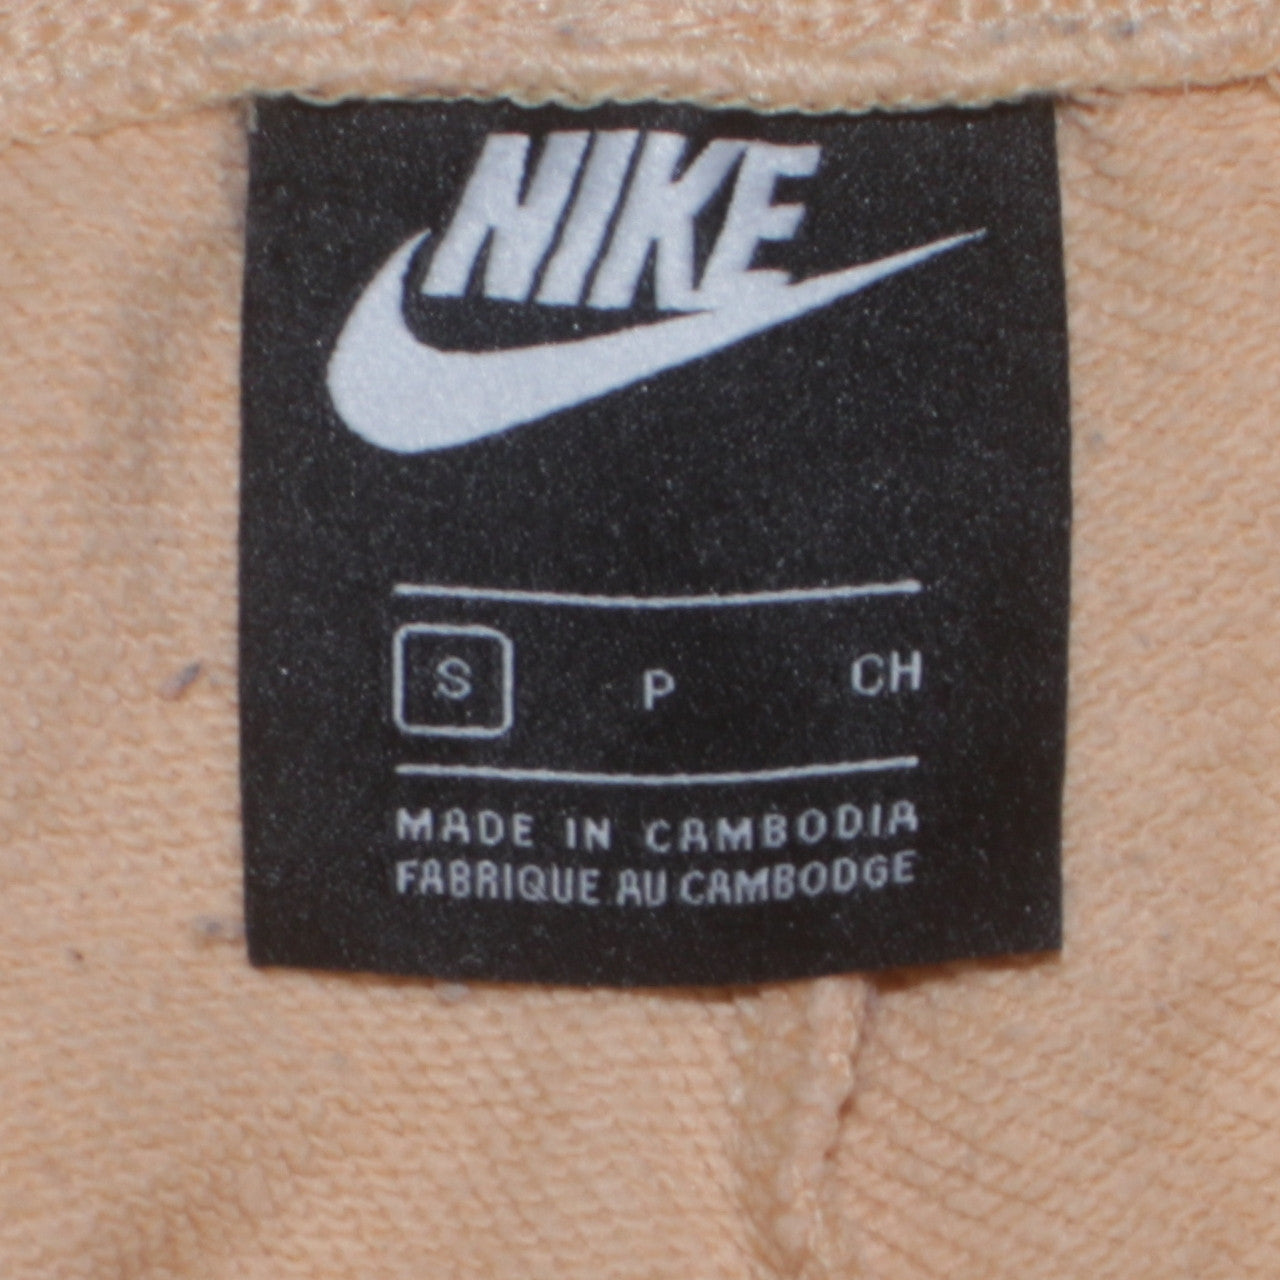 NIKE
S P CH
MADE IN CAMBODIA
FABRIQUE AU CAMBODGE